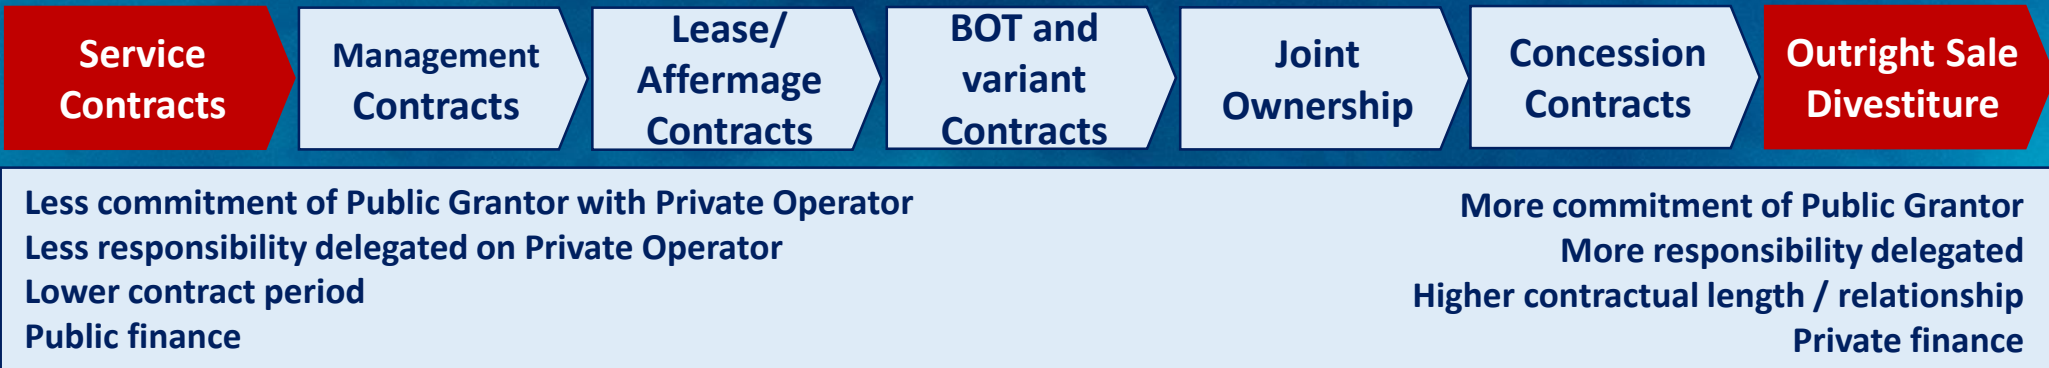 Service
Contracts
Management
Contracts
Lease/
Affermage
Contracts
BOT and
variant
Contracts
Joint
Ownership
Concession
Contracts
Outright Sale
Divestiture
Less commitment of Public Grantor with Private Operator
Less responsibility delegated on Private Operator
Lower contract period
Public finance
More commitment of Public Grantor
More responsibility delegated
Higher contractual length / relationship
Private finance